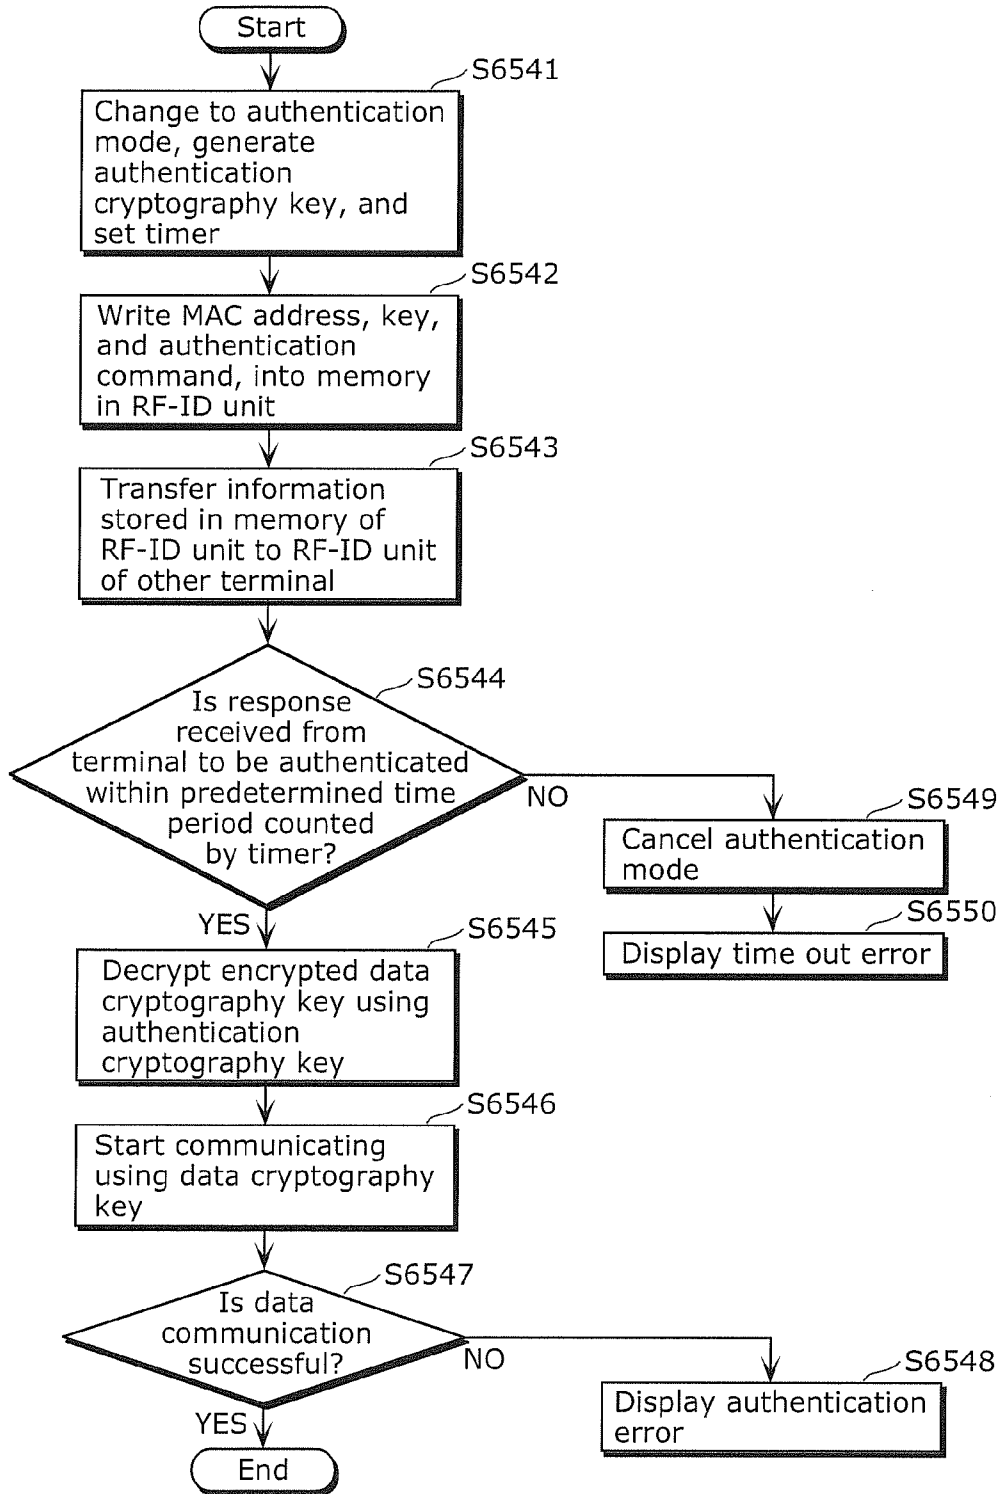 Start
S6541
Change to authentication
mode, generate
authentication
cryptography key, and
set timer
S6542
Write MAC address, key,
and authentication
command, into memory
in RF-ID unit
S6543
Transfer information
stored in memory of
RF-ID unit to RF-ID unit
of other terminal
S6544
Is response
received from
terminal to be authenticated
within predetermined time
period counted
by timer?
NO
S6549
Cancel authentication
mode
S6550
Display time out error
YES
S6545
Decrypt encrypted data
cryptography key using
authentication
cryptography key
S6546
Start communicating
using data cryptography
key
S6547
Is data
communication
successful?
NO
S6548
Display authentication
error
YES
End